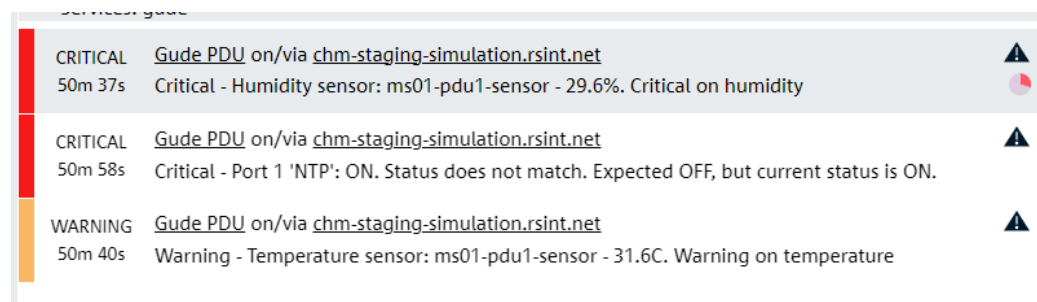 services: gude
CRITICAL Gude PDU on/via chm-staging-simulation.rsint.net
50m 37s Critical - Humidity sensor: ms01-pdu1-sensor - 29.6%. Critical on humidity
CRITICAL Gude PDU on/via chm-staging-simulation.rsint.net
50m 58s Critical - Port 1 'NTP': ON. Status does not match. Expected OFF, but current status is ON.
WARNING Gude PDU on/via chm-staging-simulation.rsint.net
50m 40s Warning - Temperature sensor: ms01-pdu1-sensor - 31.6C. Warning on temperature